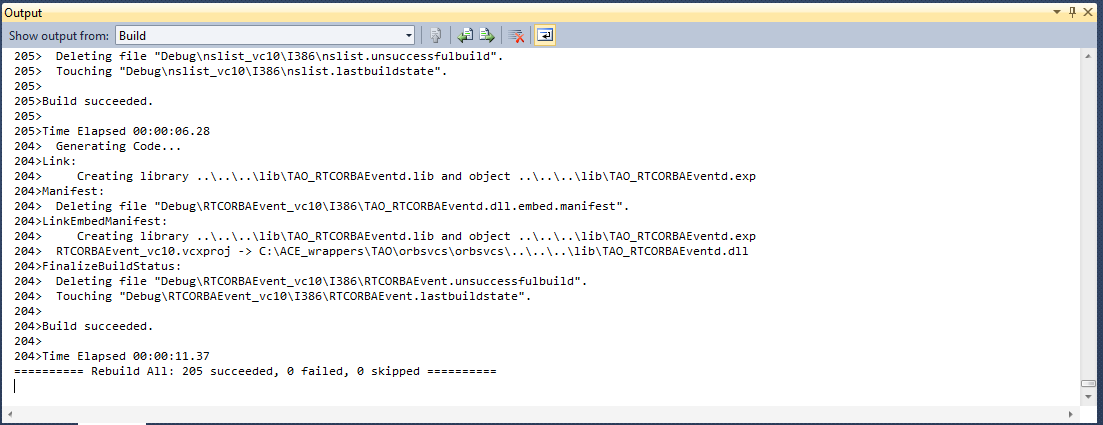 Output
Show output from: Build
205>  Deleting file "Debug\nslist_vc10\I386\nslist.unsuccessfulbuild".
205>  Touching "Debug\nslist_vc10\I386\nslist.lastbuildstate".
205>
205>Build succeeded.
205>
205>Time Elapsed 00:00:06.28
204>  Generating Code...
204>Link:
204>     Creating library ..\..\..\lib\TAO_RTCORBAEventd.lib and object ..\..\..\lib\TAO_RTCORBAEventd.exp
204>Manifest:
204>  Deleting file "Debug\RTCORBAEvent_vc10\I386\TAO_RTCORBAEventd.dll.embed.manifest".
204>LinkEmbedManifest:
204>     Creating library ..\..\..\lib\TAO_RTCORBAEventd.lib and object ..\..\..\lib\TAO_RTCORBAEventd.exp
204>  RTCORBAEvent_vc10.vcxproj -> C:\ACE_wrappers\TAO\orbsvcs\orbsvcs\..\..\..\lib\TAO_RTCORBAEventd.dll
204>FinalizeBuildStatus:
204>  Deleting file "Debug\RTCORBAEvent_vc10\I386\RTCORBAEvent.unsuccessfulbuild".
204>  Touching "Debug\RTCORBAEvent_vc10\I386\RTCORBAEvent.lastbuildstate".
204>
204>Build succeeded.
204>
204>Time Elapsed 00:00:11.37
========== Rebuild All: 205 succeeded, 0 failed, 0 skipped ==========